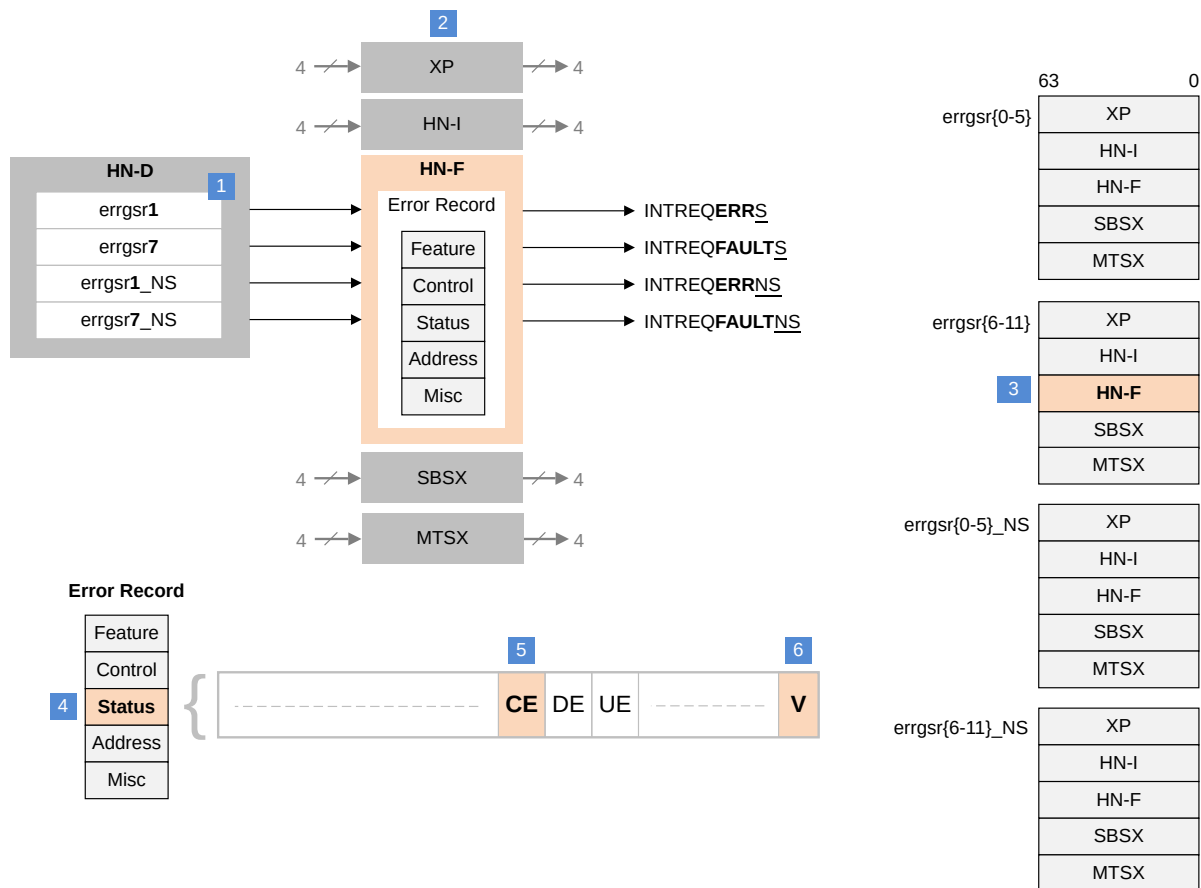 2
4
XP
4
4
HN-I
4
HN-D
1
errgsr1
errgsr7
errgsr1_NS
errgsr7_NS
HN-F
Error Record
Feature
Control
Status
Address
Misc
INTREQERRS
INTREQFAULTS
INTREQERRNS
INTREQFAULTNS
4
SBSX
4
4
MTSX
4
Error Record
Feature
Control
4
Status
Address
Misc
{
5
6
CE
DE
UE
V
63
0
errgsr{0-5}
XP
HN-I
HN-F
SBSX
MTSX
errgsr{6-11}
XP
HN-I
3
HN-F
SBSX
MTSX
errgsr{0-5}_NS
XP
HN-I
HN-F
SBSX
MTSX
errgsr{6-11}_NS
XP
HN-I
HN-F
SBSX
MTSX